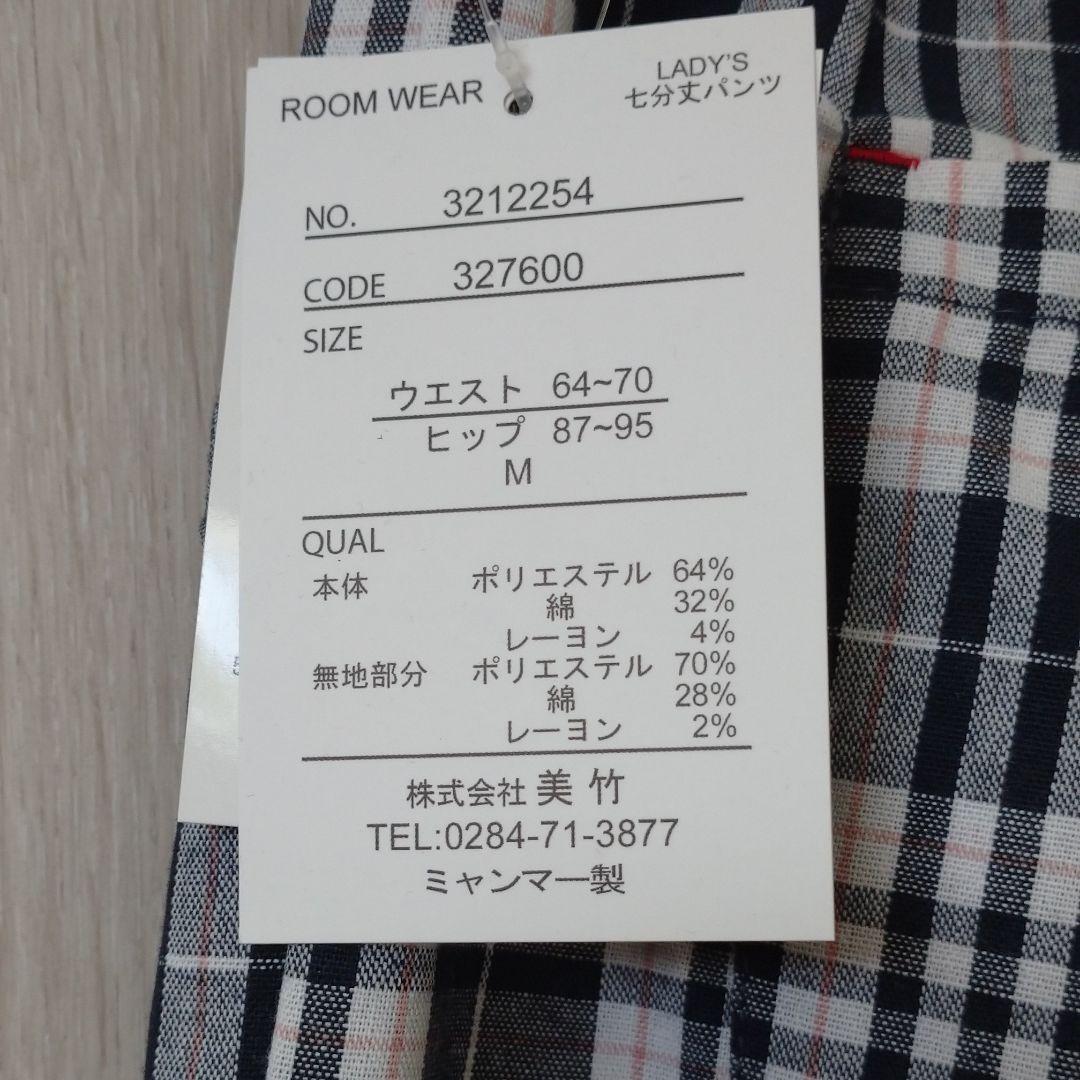 ROOM WEAR
LADY'S
七分丈パンツ
NO. 3212254
CODE 327600
SIZE
ウエスト 64~70
ヒップ 87~95
M
QUAL
本体 ポリエステル 64%
綿 32%
レーヨン 4%
無地部分 ポリエステル 70%
綿 28%
レーヨン 2%
株式会社 美竹
TEL:0284-71-3877
ミャンマー製